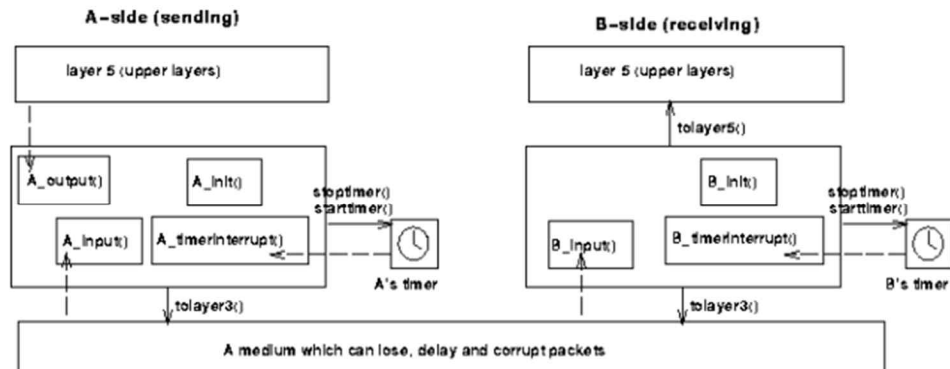 A-side (sending)
B-side (receiving)
layer 5 (upper layers)
layer 5 (upper layers)
tolayer5()
A_output()
A_init()
B_init()
stoptimer()
starttimer()
stoptimer()
starttimer()
A_input()
A_timerinterrupt()
B_input()
B_timerinterrupt()
A's timer
B's timer
tolayer3()
tolayer3()
A medium which can lose, delay and corrupt packets